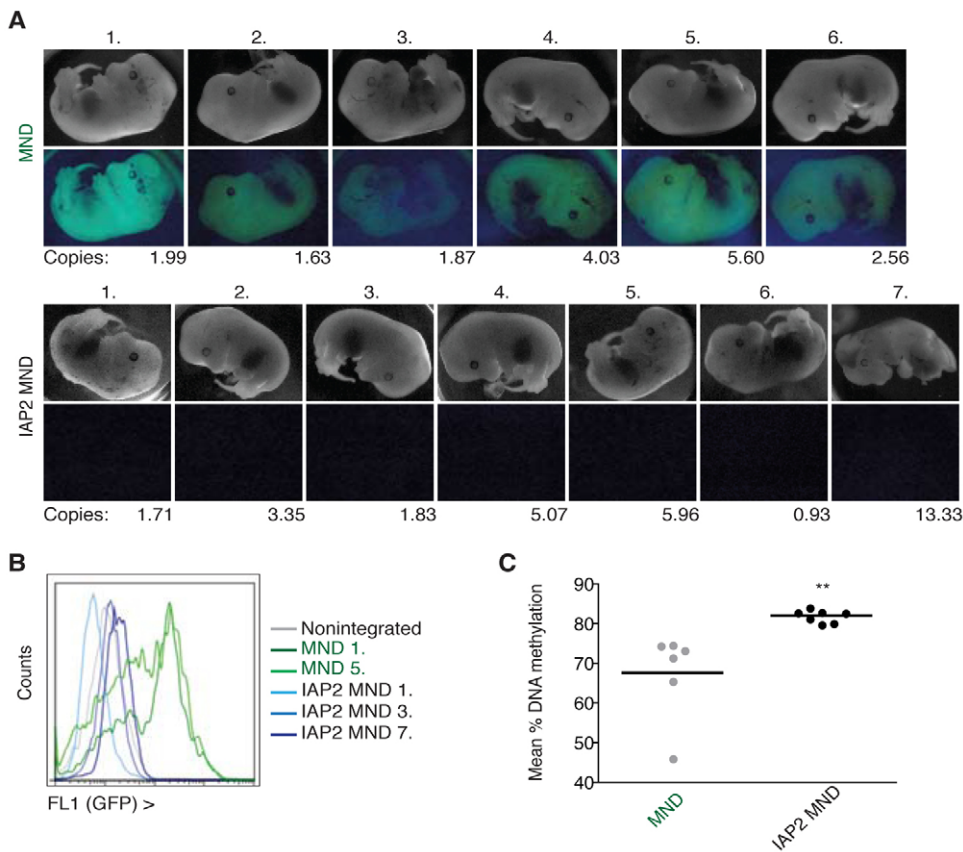 A
1. 2. 3. 4. 5. 6.
MND
Copies: 1.99 1.63 1.87 4.03 5.60 2.56
1. 2. 3. 4. 5. 6. 7.
IAP2 MND
Copies: 1.71 3.35 1.83 5.07 5.96 0.93 13.33
B
Counts
FL1 (GFP) >
Nonintegrated
MND 1.
MND 5.
IAP2 MND 1.
IAP2 MND 3.
IAP2 MND 7.
C
Mean % DNA methylation
90
80
70
60
50
40
**
MND
IAP2 MND